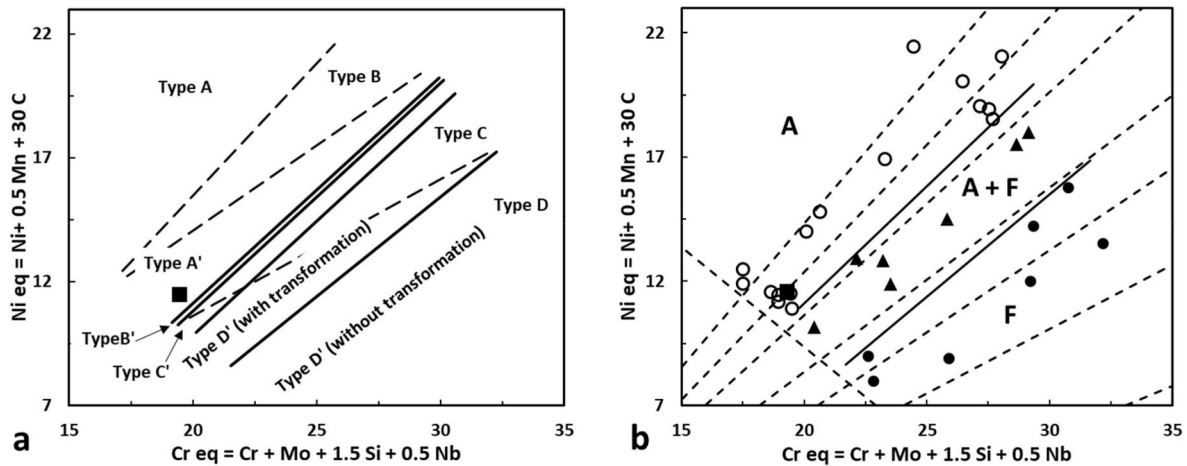 22
17
12
7
Ni eq = Ni+ 0.5 Mn + 30 C
Type A
Type B
Type C
Type A'
Type D
TypeB'
Type C'
Type D' (with transformation)
Type D' (without transformation)
15 20 25 30 35
a
Cr eq = Cr + Mo + 1.5 Si + 0.5 Nb
22
17
12
7
Ni eq = Ni+ 0.5 Mn + 30 C
A
A + F
F
15 20 25 30 35
b
Cr eq = Cr + Mo + 1.5 Si + 0.5 Nb